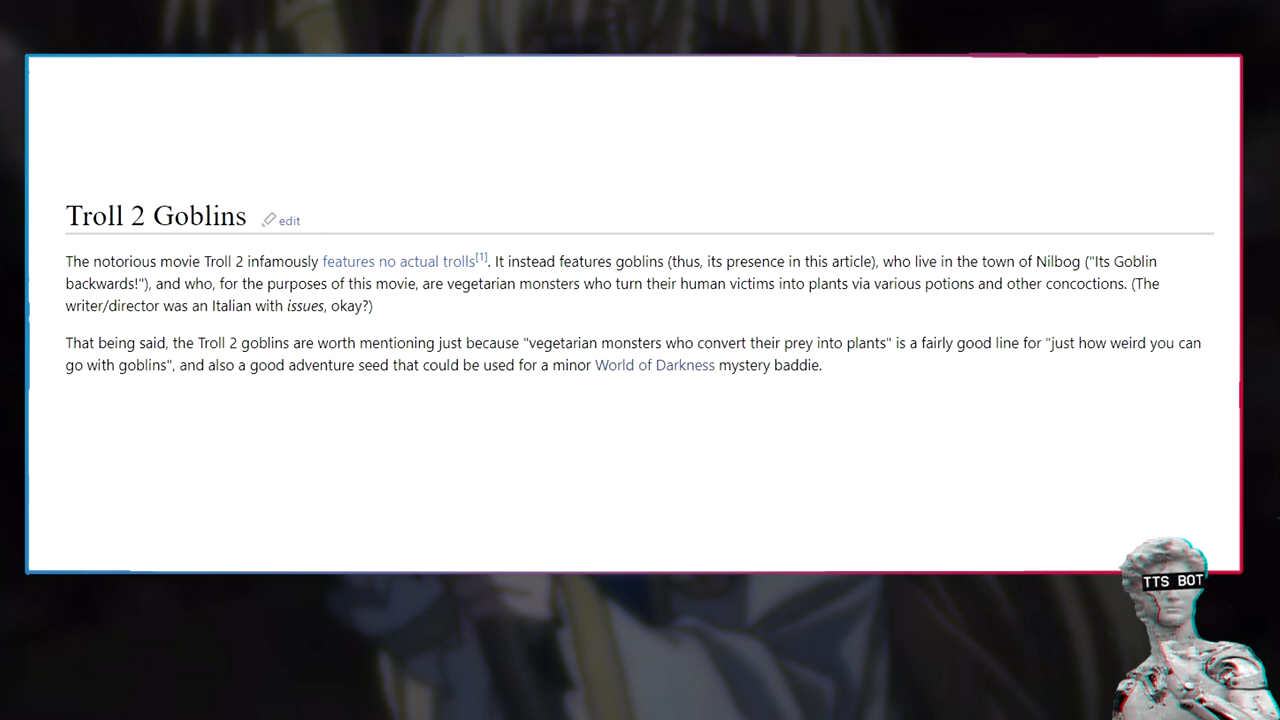 Troll 2 Goblins edit
The notorious movie Troll 2 infamously features no actual trolls[1]. It instead features goblins (thus, its presence in this article), who live in the town of Nilbog ("Its Goblin
backwards!"), and who, for the purposes of this movie, are vegetarian monsters who turn their human victims into plants via various potions and other concoctions. (The
writer/director was an Italian with issues, okay?)
That being said, the Troll 2 goblins are worth mentioning just because "vegetarian monsters who convert their prey into plants" is a fairly good line for "just how weird you can
go with goblins", and also a good adventure seed that could be used for a minor World of Darkness mystery baddie.
TTS BOT